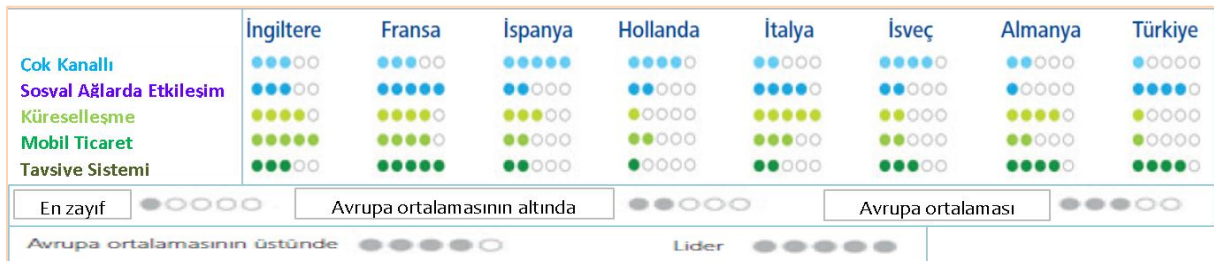 İngiltere Fransa İspanya Hollanda İtalya İsveç Almanya Türkiye
Çok Kanallı
Sosyal Ağlarda Etkileşim
Küreselleşme
Mobil Ticaret
Tavsiye Sistemi
En zayıf Avrupa ortalamasının altında Avrupa ortalaması
Avrupa ortalamasının üstünde Lider